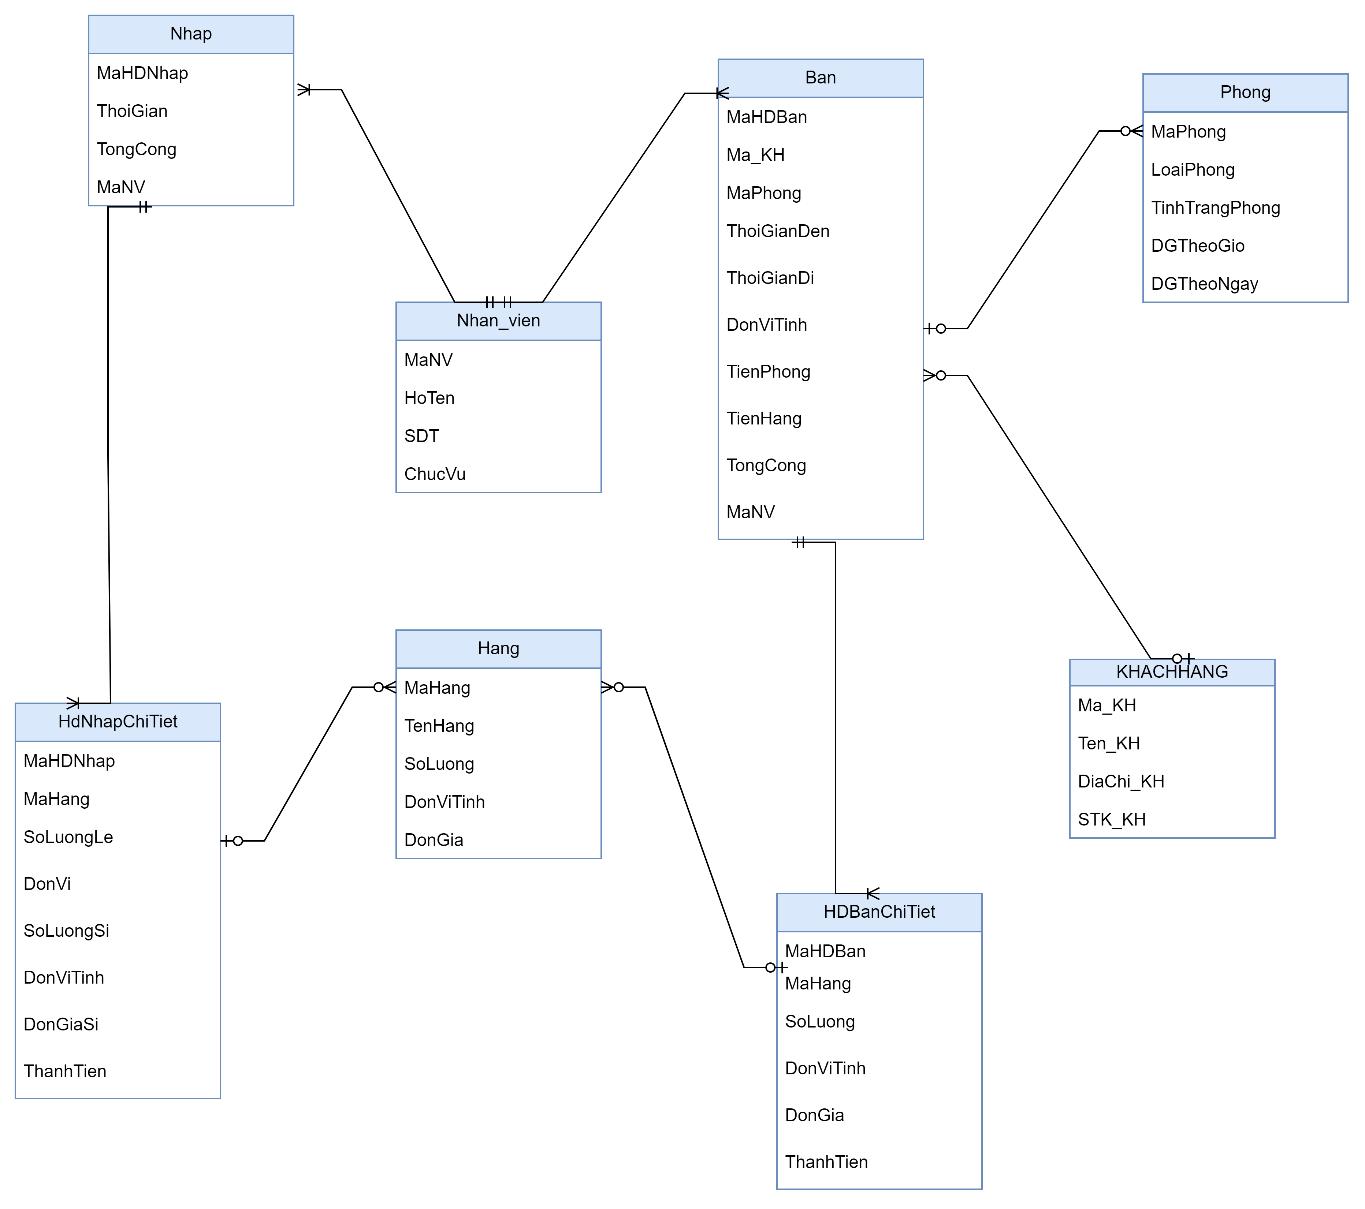 Nhap
MaHDNhap
ThoiGian
TongCong
MaNV
Ban
MaHDBan
Ma_KH
MaPhong
ThoiGianDen
ThoiGianDi
DonViTinh
TienPhong
TienHang
TongCong
MaNV
Phong
MaPhong
LoaiPhong
TinhTrangPhong
DGTheoGio
DGTheoNgay
Nhan_vien
MaNV
HoTen
SDT
ChucVu
Hang
MaHang
TenHang
SoLuong
DonViTinh
DonGia
KHACHHANG
Ma_KH
Ten_KH
DiaChi_KH
STK_KH
HdNhapChiTiet
MaHDNhap
MaHang
SoLuongLe
DonVi
SoLuongSi
DonViTinh
DonGiaSi
ThanhTien
HDBanChiTiet
MaHDBan
MaHang
SoLuong
DonViTinh
DonGia
ThanhTien